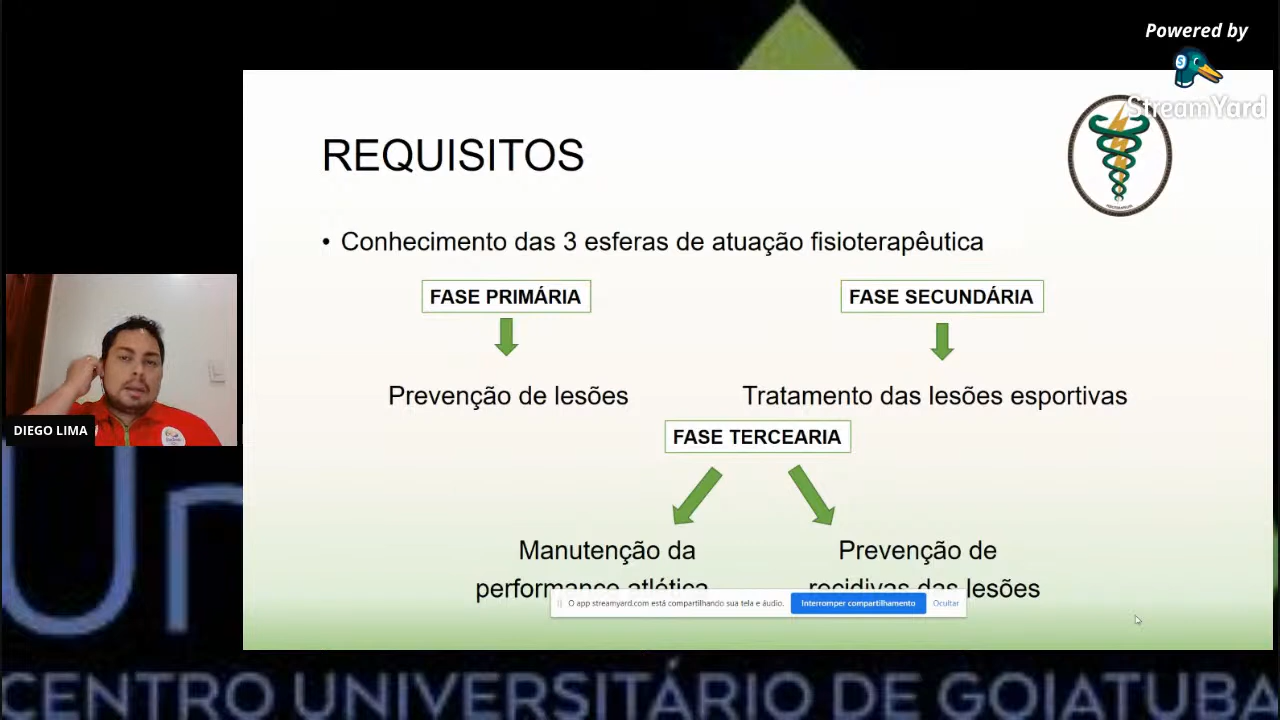 Powered by
StreamYard
REQUISITOS
• Conhecimento das 3 esferas de atuação fisioterapêutica
FASE PRIMÁRIA
FASE SECUNDÁRIA
Prevenção de lesões
Tratamento das lesões esportivas
FASE TERCEARIA
Manutenção da
performance atlética
Prevenção de
recidivas das lesões
O app streamyard.com está compartilhando sua tela e áudio.
Interromper compartilhamento
Ocultar
DIEGO LIMA
Un
CENTRO UNIVERSITÁRIO DE GOIATUBA